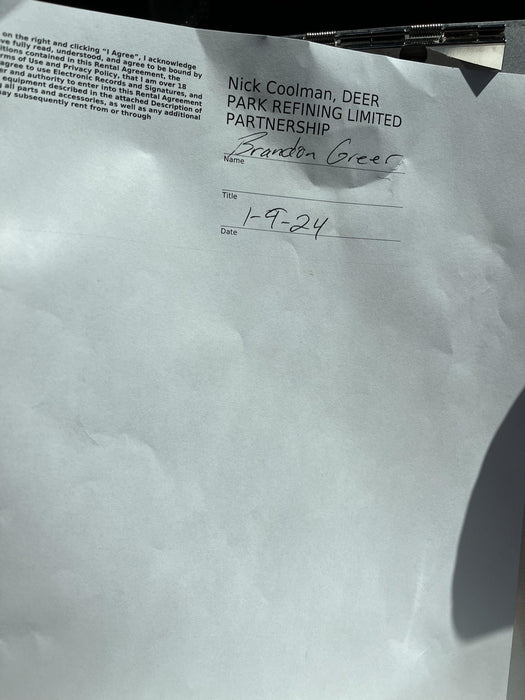 on the right and clicking "I Agree", I acknowledge
ve fully read, understood, and agree to be bound by
itions contained in this Rental Agreement, the
rms of Use and Privacy Policy, that I am over 18
agree to use Electronic Records and Signatures, and
er and authority to enter into this Rental Agreement
equipment described in the attached Description of
all parts and accessories, as well as any additional
ay subsequently rent from or through
Nick Coolman, DEER
PARK REFINING LIMITED
PARTNERSHIP
Brandon Greer
Name
Title
1-9-24
Date